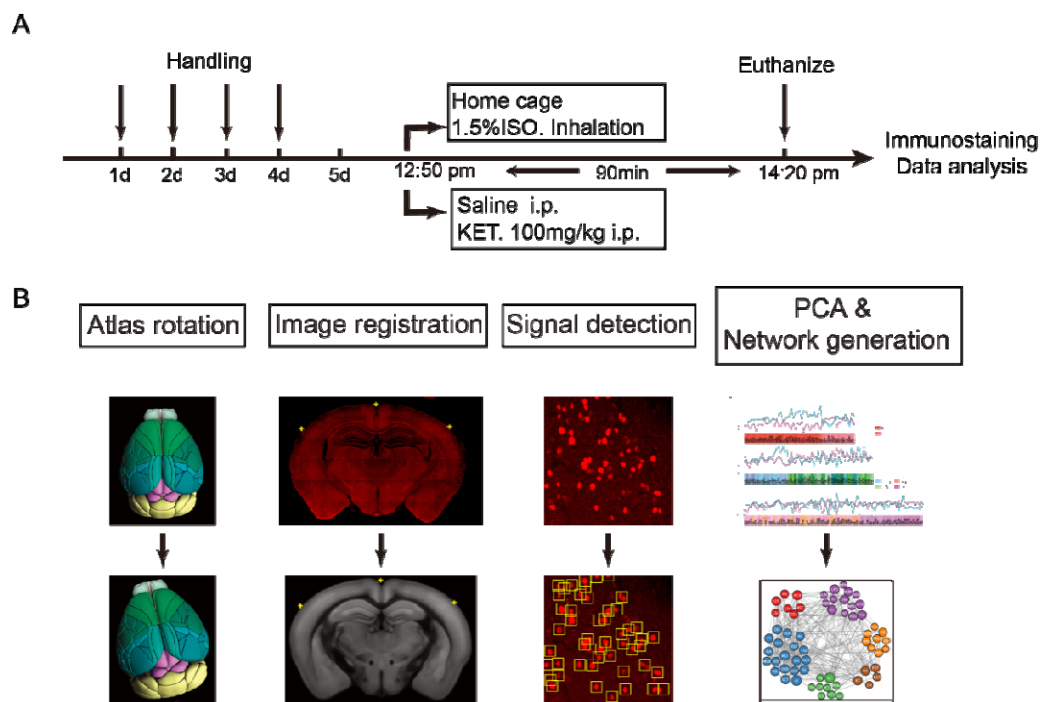 A
Handling
Euthanize
Home cage
1.5%ISO. Inhalation
Immunostaining
Data analysis
1d
2d
3d
4d
5d
12:50 pm
90min
14:20 pm
Saline i.p.
KET. 100mg/kg i.p.
B
Atlas rotation
Image registration
Signal detection
PCA &
Network generation